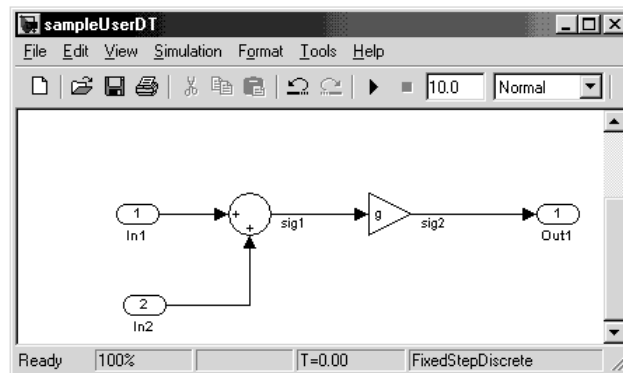 sampleUserDT
File Edit View Simulation Format Tools Help
10.0 Normal
1 + sig1 g sig2 1
In1 + Out1
2
In2
Ready 100% T=0.00 FixedStepDiscrete